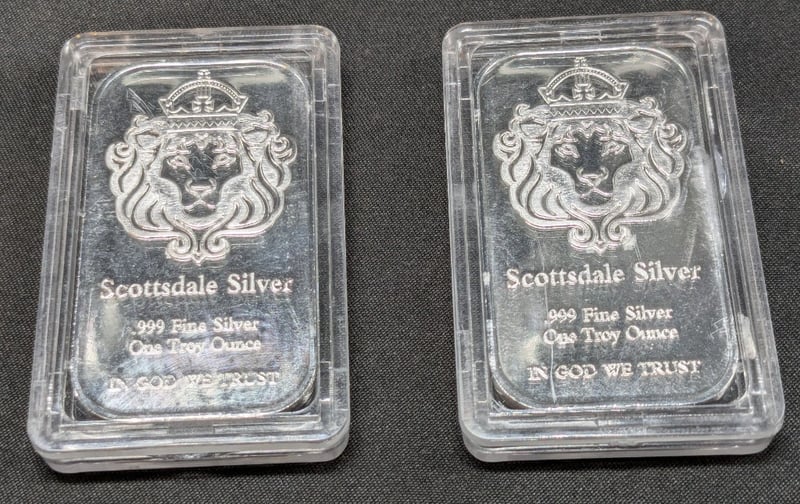 Scottsdale Silver
.999 Fine Silver
One Troy Ounce
IN GOD WE TRUST
Scottsdale Silver
.999 Fine Silver
One Troy Ounce
IN GOD WE TRUST